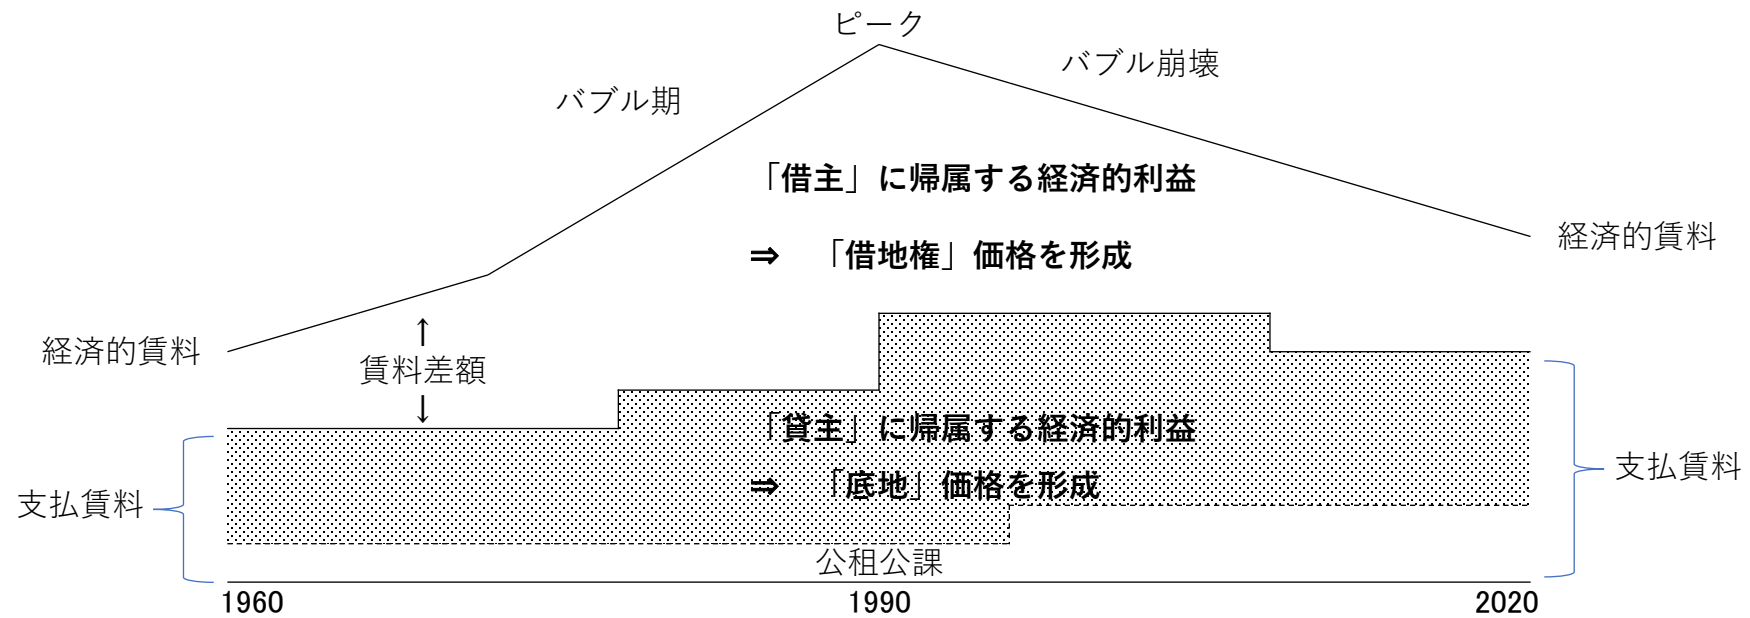 ピーク
バブル崩壊
バブル期
「借主」に帰属する経済的利益
⇒ 「借地権」価格を形成
経済的賃料
経済的賃料
↑
賃料差額
↓
「貸主」に帰属する経済的利益
⇒ 「底地」価格を形成
支払賃料
支払賃料
公租公課
1960
1990
2020